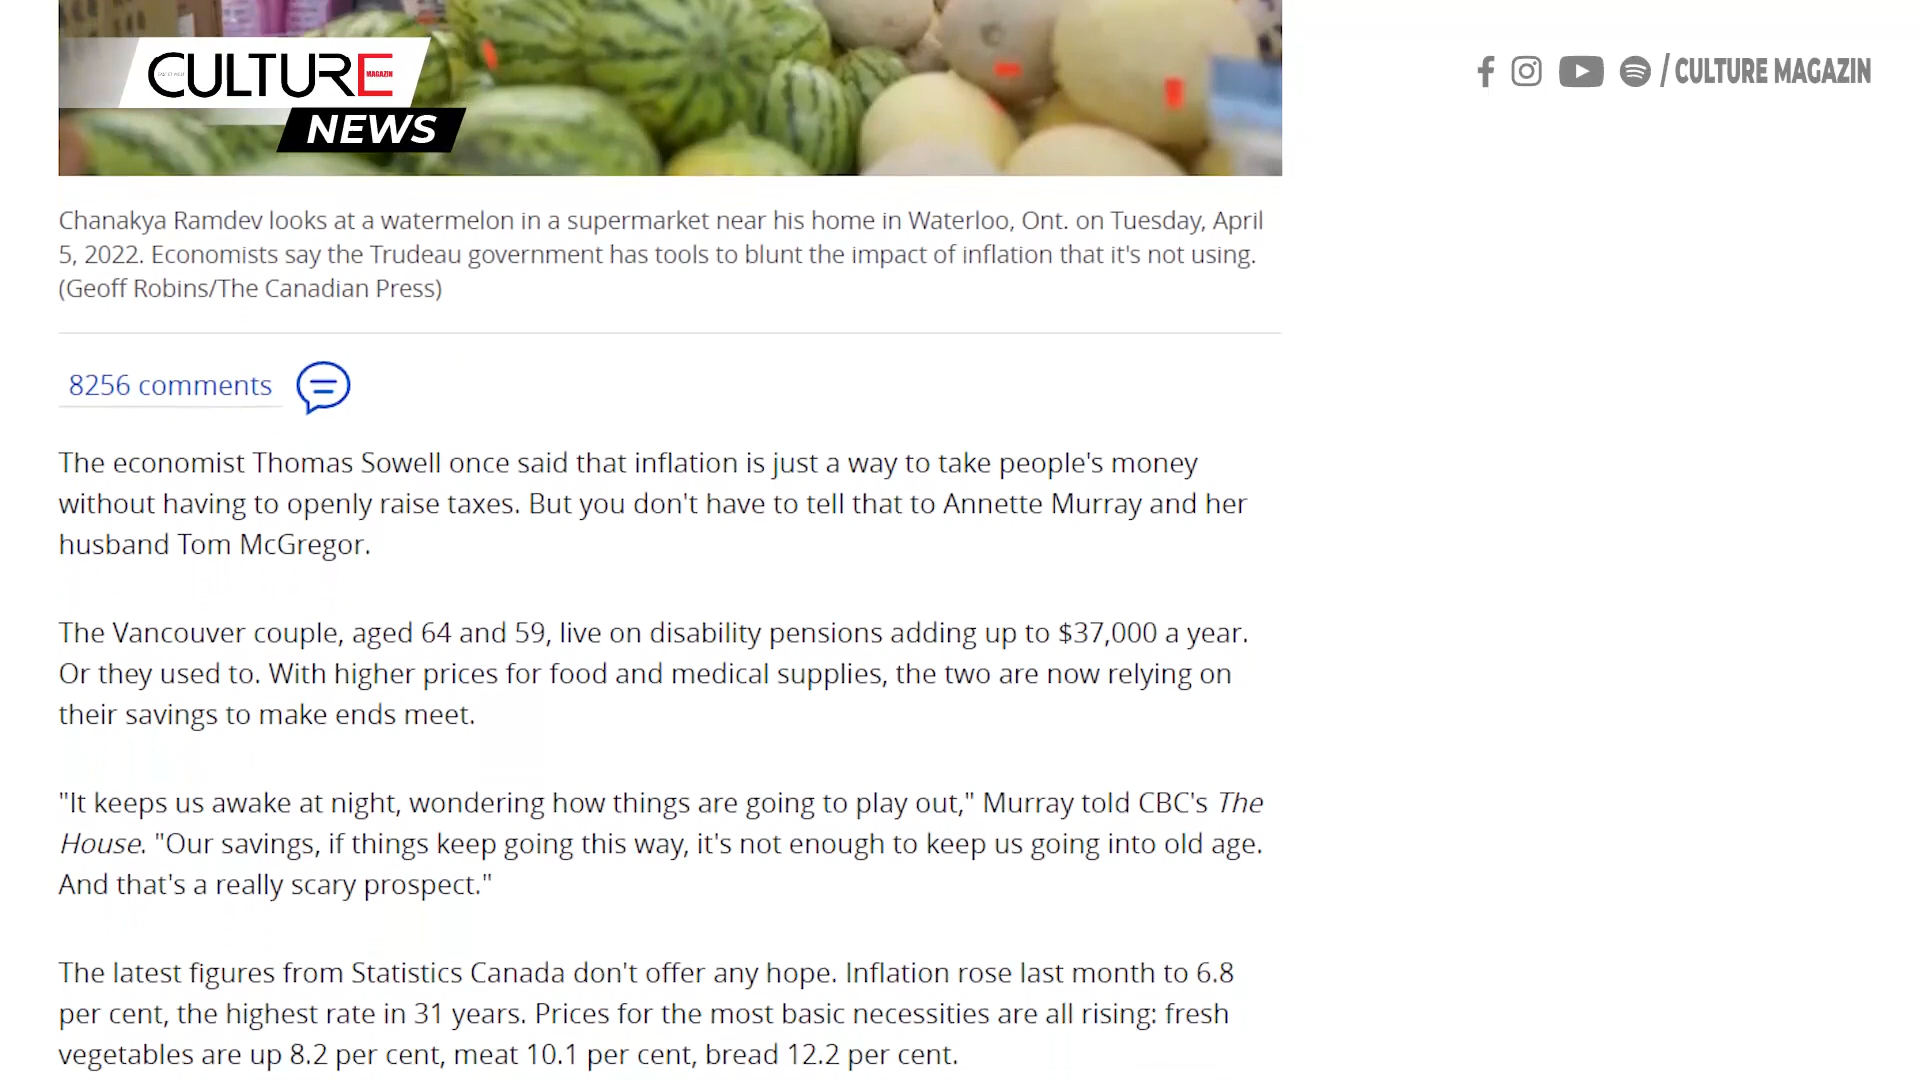 CULTURE
MAGAZIN
NEWS
/ CULTURE MAGAZIN
Chanakya Ramdev looks at a watermelon in a supermarket near his home in Waterloo, Ont. on Tuesday, April
5, 2022. Economists say the Trudeau government has tools to blunt the impact of inflation that it's not using.
(Geoff Robins/The Canadian Press)
8256 comments
The economist Thomas Sowell once said that inflation is just a way to take people's money
without having to openly raise taxes. But you don't have to tell that to Annette Murray and her
husband Tom McGregor.
The Vancouver couple, aged 64 and 59, live on disability pensions adding up to $37,000 a year.
Or they used to. With higher prices for food and medical supplies, the two are now relying on
their savings to make ends meet.
"It keeps us awake at night, wondering how things are going to play out," Murray told CBC's The
House. "Our savings, if things keep going this way, it's not enough to keep us going into old age.
And that's a really scary prospect."
The latest figures from Statistics Canada don't offer any hope. Inflation rose last month to 6.8
per cent, the highest rate in 31 years. Prices for the most basic necessities are all rising: fresh
vegetables are up 8.2 per cent, meat 10.1 per cent, bread 12.2 per cent.